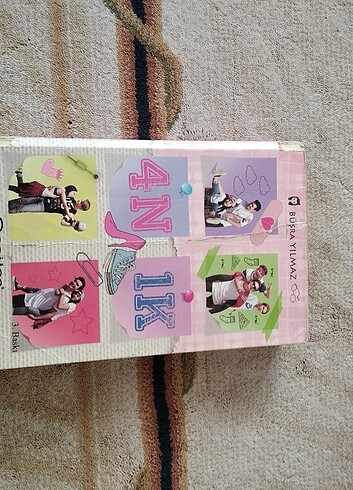 BÜŞRA YILMAZ
4N
1K
3. Baskı